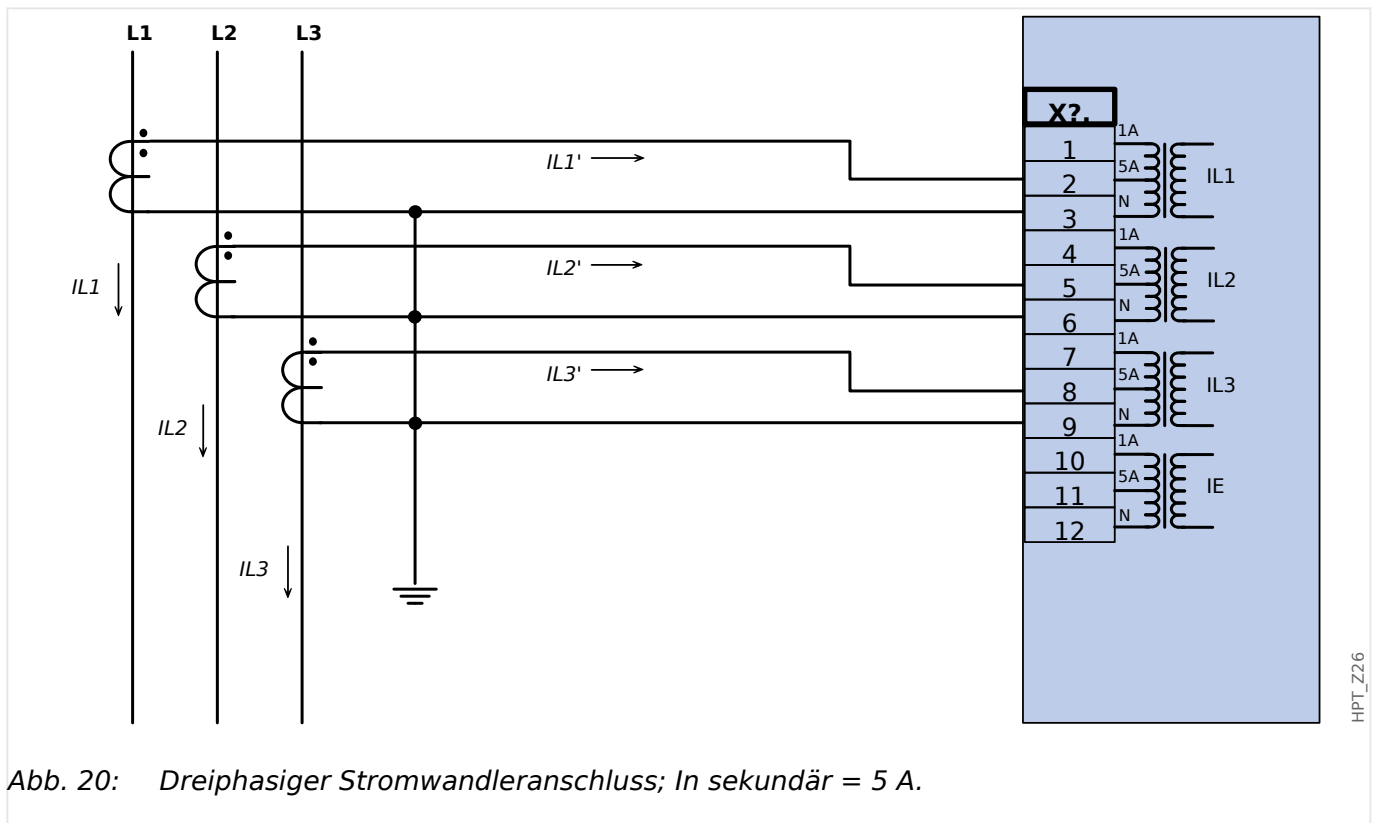 L1 L2 L3
X?.
1
2
3
4
5
6
7
8
9
10
11
12
1A
5A
N
IL1
1A
5A
N
IL2
1A
5A
N
IL3
1A
5A
N
IE
IL1'
IL2'
IL3'
IL1
IL2
IL3
HPT_Z26
Abb. 20: Dreiphasiger Stromwandleranschluss; In sekundär = 5 A.